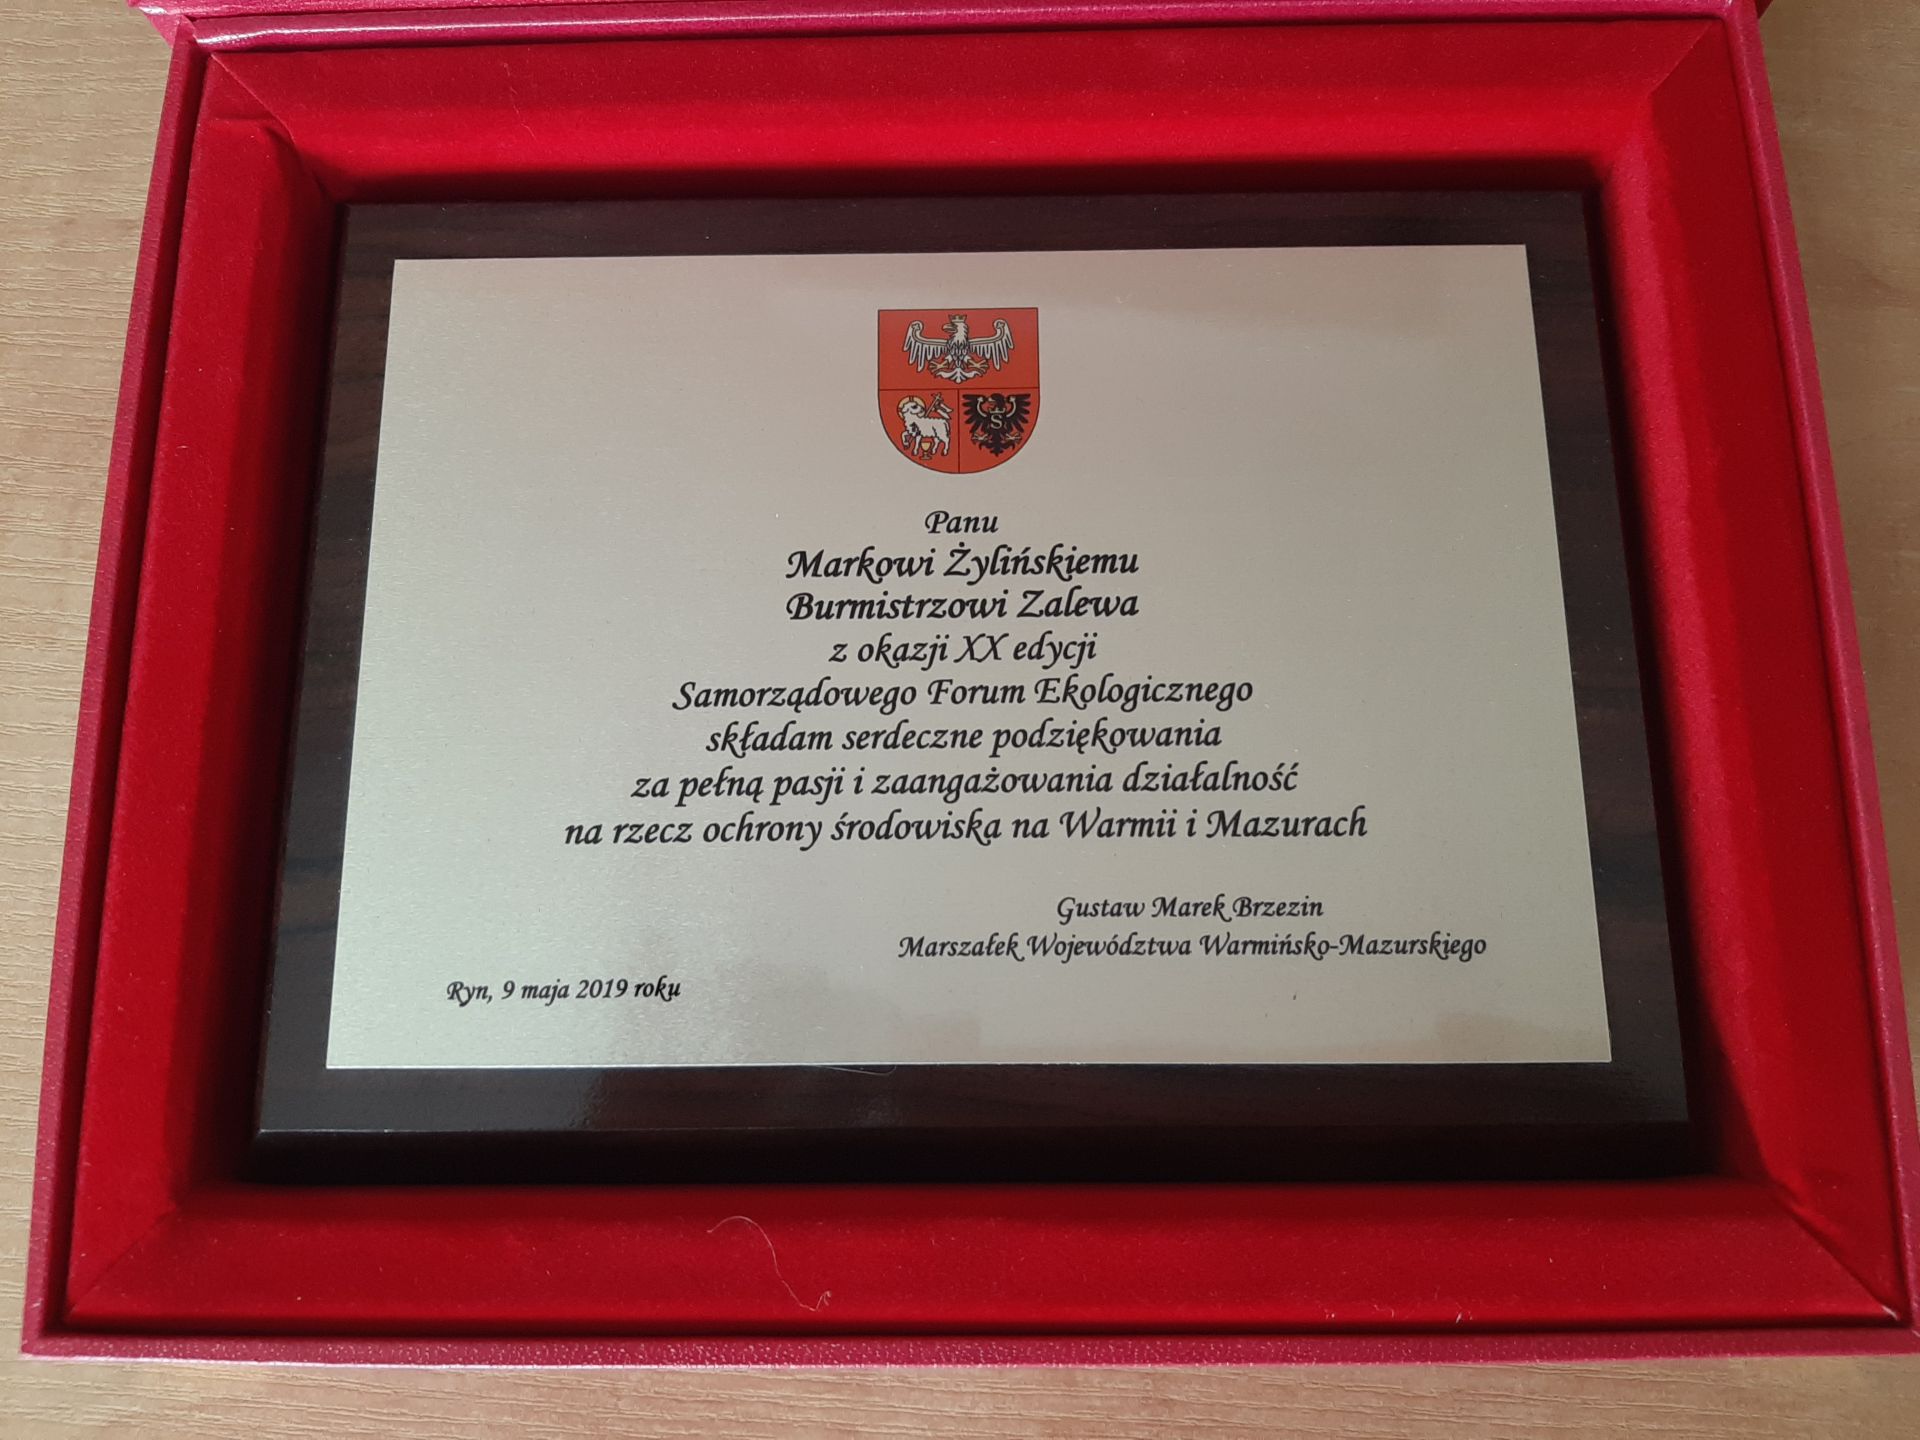 S
Panu
Markowi Żylińskiemu
Burmistrzowi Zalewa
z okazji XX edycji
Samorządowego Forum Ekologicznego
składam serdeczne podziękowania
za pełną pasji i zaangażowania działalność
na rzecz ochrony środowiska na Warmii i Mazurach
Gustaw Marek Brzezin
Marszałek Województwa Warmińsko-Mazurskiego
Ryn, 9 maja 2019 roku